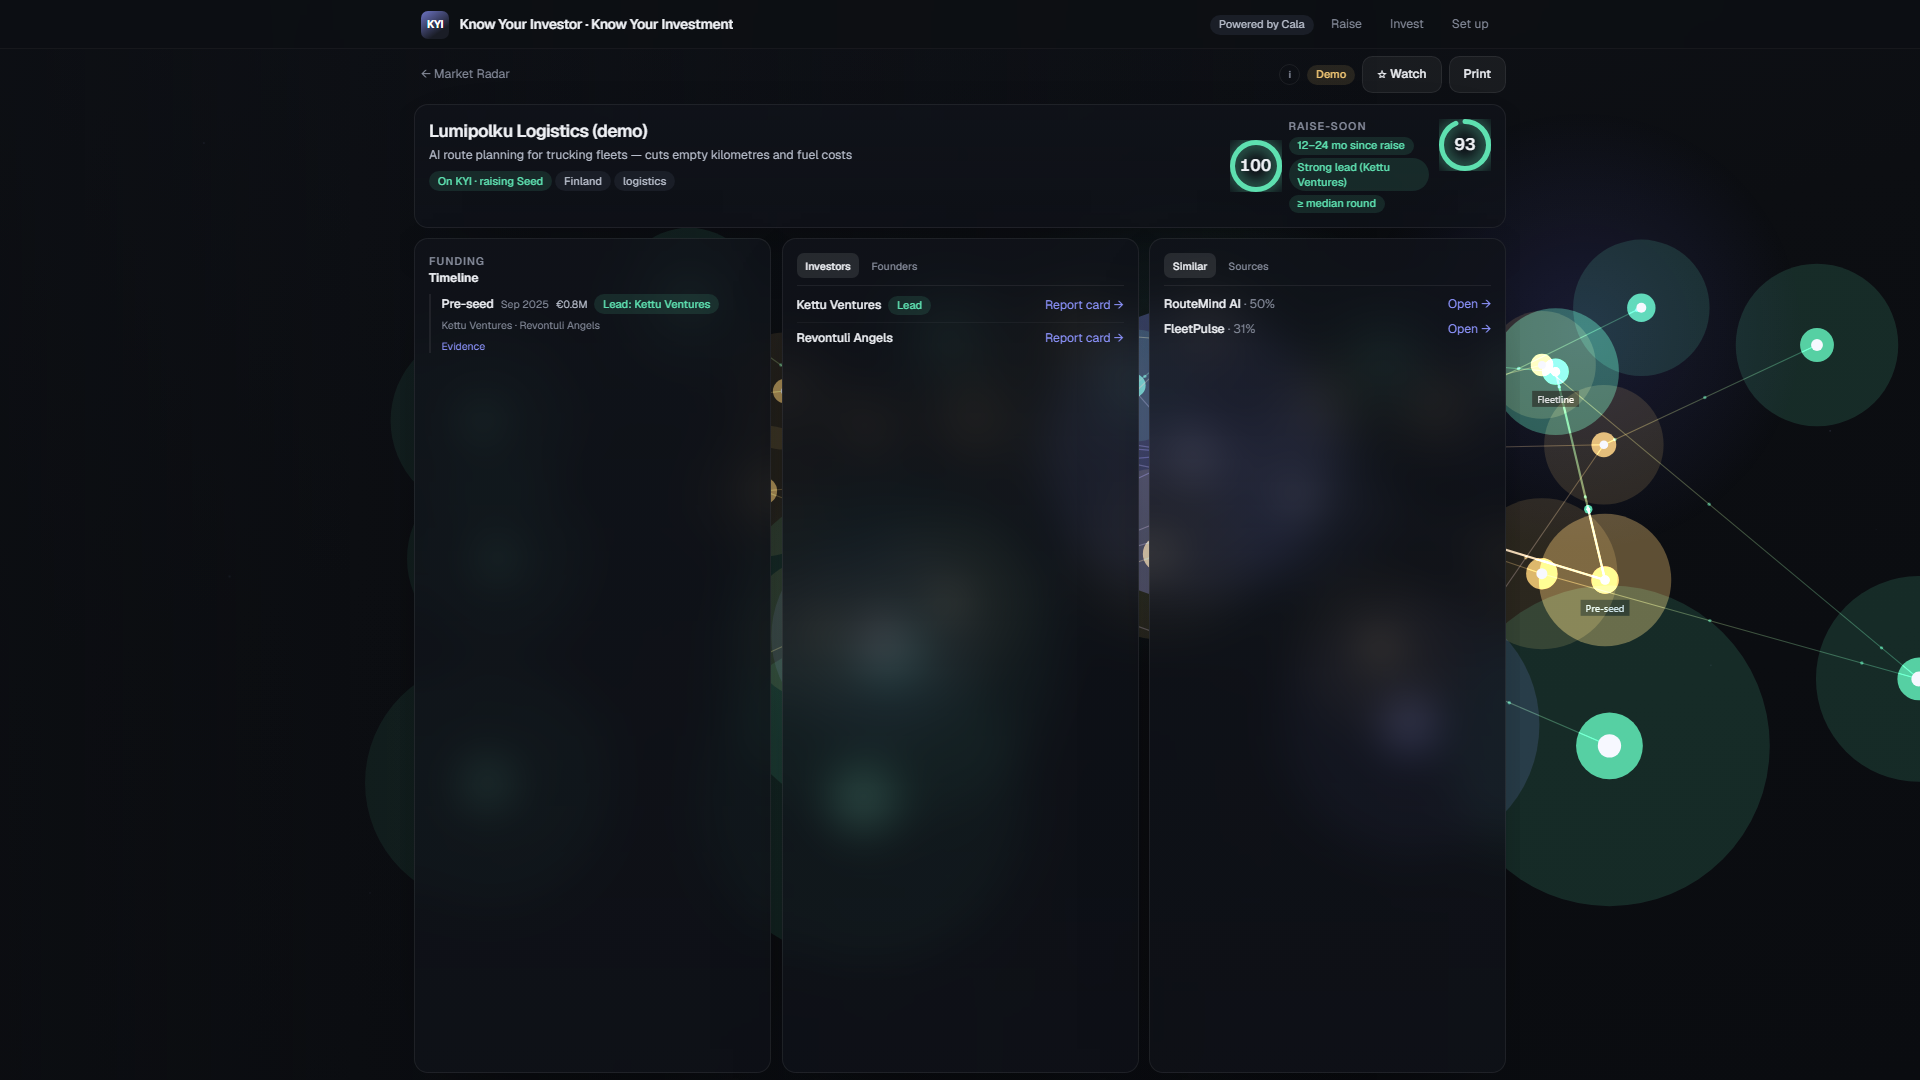 KYI Know Your Investor · Know Your Investment
Powered by Cala Raise Invest Set up
← Market Radar
i Demo ☆ Watch Print
Lumipolku Logistics (demo)
AI route planning for trucking fleets — cuts empty kilometres and fuel costs
On KYI · raising Seed Finland logistics
100
RAISE-SOON
12–24 mo since raise
Strong lead (Kettu
Ventures)
≥ median round
93
FUNDING
Timeline
Pre-seed Sep 2025 €0.8M Lead: Kettu Ventures
Kettu Ventures · Revontuli Angels
Evidence
Investors Founders
Kettu Ventures Lead Report card →
Revontuli Angels Report card →
Similar Sources
RouteMind AI · 50% Open →
FleetPulse · 31% Open →
Fleetline
Pre-seed